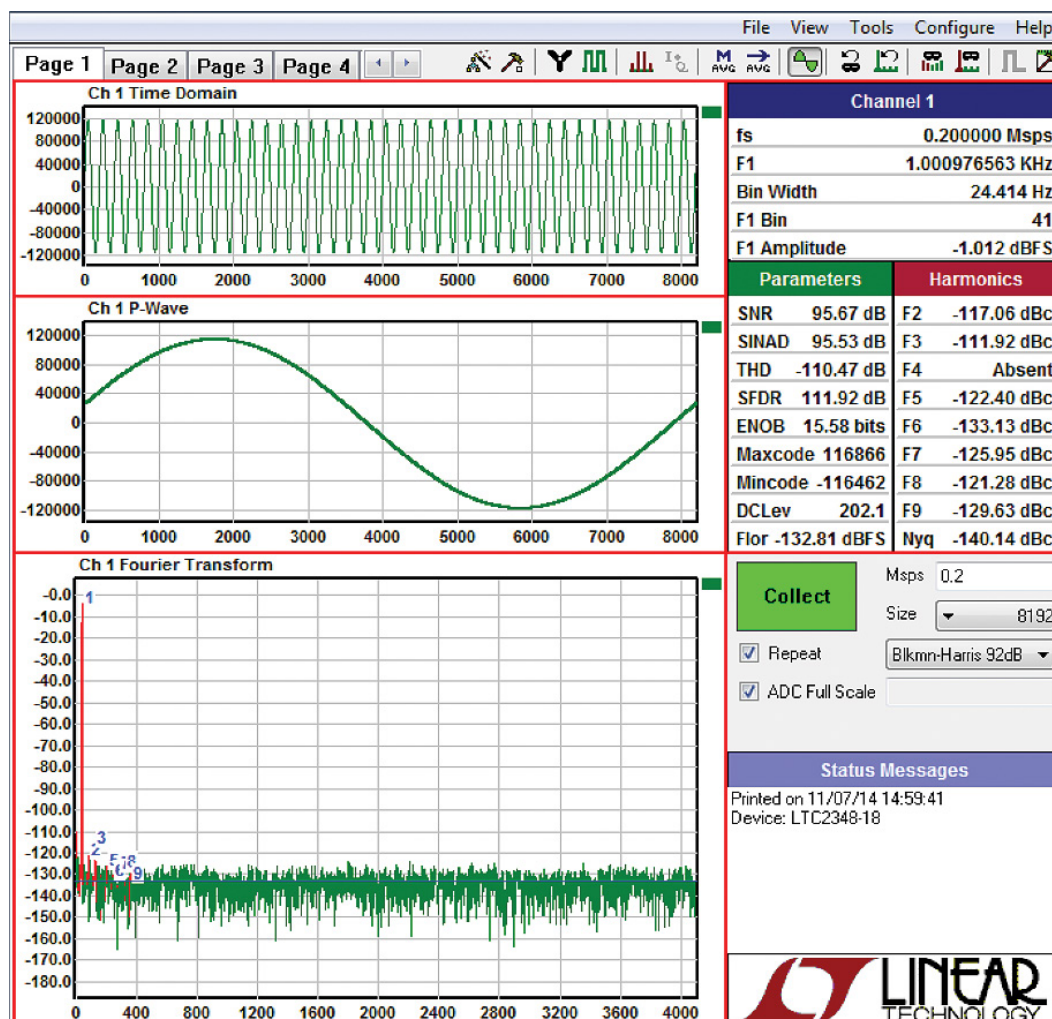 File View Tools Configure Help
Page 1 Page 2 Page 3 Page 4
M AVG AVG
Ch 1 Time Domain
120000
80000
40000
0
-40000
-80000
-120000
0 1000 2000 3000 4000 5000 6000 7000 8000
Ch 1 P-Wave
120000
80000
40000
0
-40000
-80000
-120000
0 1000 2000 3000 4000 5000 6000 7000 8000
Ch 1 Fourier Transform
-0.0
-10.0
-20.0
-30.0
-40.0
-50.0
-60.0
-70.0
-80.0
-90.0
-100.0
-110.0
-120.0
-130.0
-140.0
-150.0
-160.0
-170.0
-180.0
1
3
2
5
6
8
9
0 400 800 1200 1600 2000 2400 2800 3200 3600 4000
Channel 1
fs 0.200000 Msps
F1 1.000976563 KHz
Bin Width 24.414 Hz
F1 Bin 41
F1 Amplitude -1.012 dBFS
Parameters Harmonics
SNR 95.67 dB F2 -117.06 dBc
SINAD 95.53 dB F3 -111.92 dBc
THD -110.47 dB F4 Absent
SFDR 111.92 dB F5 -122.40 dBc
ENOB 15.58 bits F6 -133.13 dBc
Maxcode 116866 F7 -125.95 dBc
Mincode -116462 F8 -121.28 dBc
DCLev 202.1 F9 -129.63 dBc
Flor -132.81 dBFS Nyq -140.14 dBc
Collect
Msps 0.2
Size 8192
Repeat Blkmn-Harris 92dB
ADC Full Scale
Status Messages
Printed on 11/07/14 14:59:41
Device: LTC2348-18
LINEAR
TECHNOLOGY